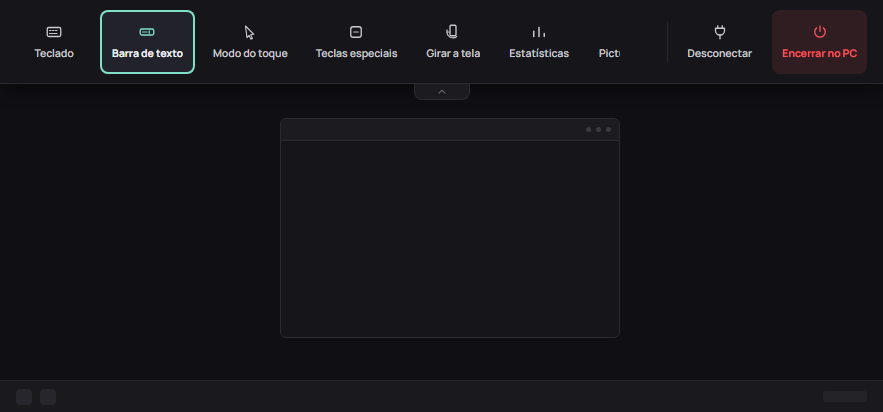 Teclado
Barra de texto
Modo do toque
Teclas especiais
Girar a tela
Estatísticas
Desconectar
Encerrar no PC